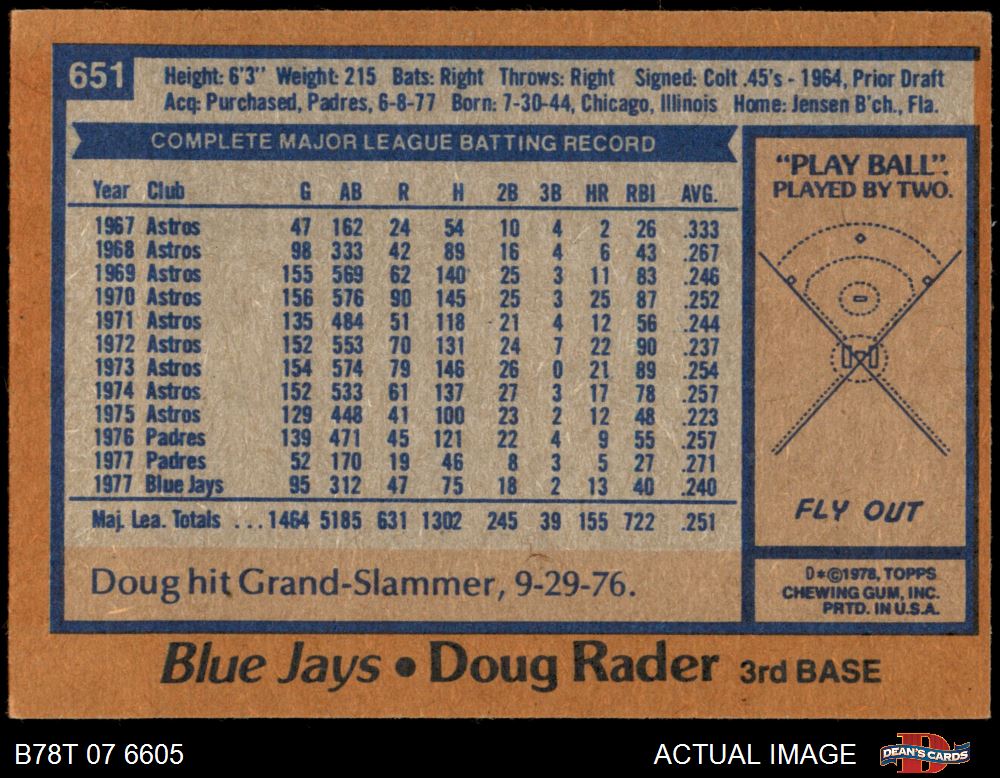 651
Height: 6'3" Weight: 215 Bats: Right Throws: Right Signed: Colt .45's - 1964, Prior Draft
Acq: Purchased, Padres, 6-8-77 Born: 7-30-44, Chicago, Illinois Home: Jensen B'ch., Fla.
COMPLETE MAJOR LEAGUE BATTING RECORD
Year Club G AB R H 2B 3B HR RBI AVG.
1967 Astros 47 162 24 54 10 4 2 26 .333
1968 Astros 98 333 42 89 16 4 6 43 .267
1969 Astros 155 569 62 140 25 3 11 83 .246
1970 Astros 156 576 90 145 25 3 25 87 .252
1971 Astros 135 484 51 118 21 4 12 56 .244
1972 Astros 152 553 70 131 24 7 22 90 .237
1973 Astros 154 574 79 146 26 0 21 89 .254
1974 Astros 152 533 61 137 27 3 17 78 .257
1975 Astros 129 448 41 100 23 2 12 48 .223
1976 Padres 139 471 45 121 22 4 9 55 .257
1977 Padres 52 170 19 46 8 3 5 27 .271
1977 Blue Jays 95 312 47 75 18 2 13 40 .240
Maj. Lea. Totals ...1464 5185 631 1302 245 39 155 722 .251
Doug hit Grand-Slammer, 9-29-76.
"PLAY BALL".
PLAYED BY TWO.
FLY OUT
D*©1978, TOPPS
CHEWING GUM, INC.
PRTD. IN U.S.A.
Blue Jays • Doug Rader 3rd BASE
B78T 07 6605
ACTUAL IMAGE
DEAN'S CARDS